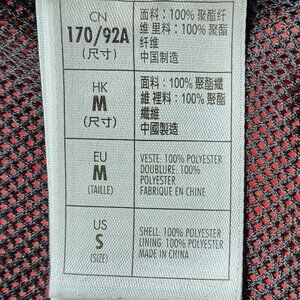 CN
170/92A
(尺寸)
面料: 100% 聚酯纤
维 里料: 100% 聚酯
纤维
中国制造
HK
M
(尺寸)
面料: 100% 聚酯纖
維 裡料: 100% 聚酯
纖維
中國製造
EU
M
(TAILLE)
VESTE: 100% POLYESTER
DOUBLURE: 100%
POLYESTER
FABRIQUE EN CHINE
US
S
(SIZE)
SHELL: 100% POLYESTER
LINING: 100% POLYESTER
MADE IN CHINA